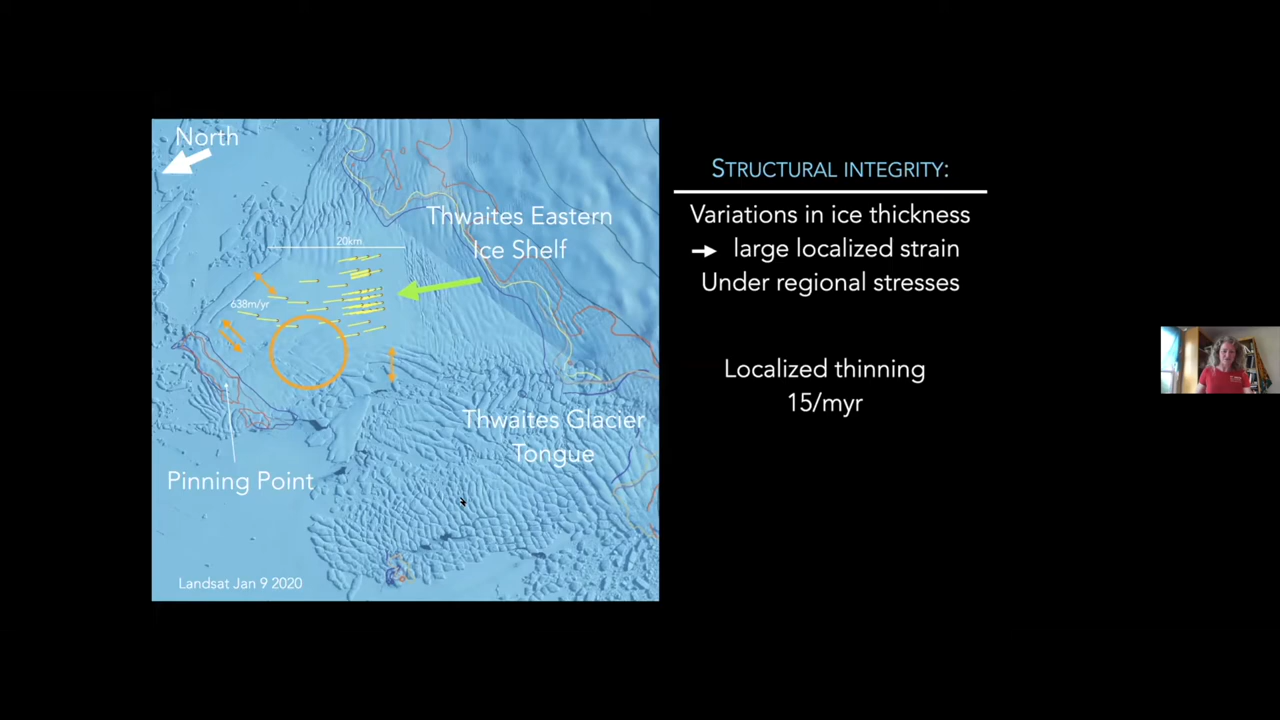 North
Thwaites Eastern
Ice Shelf
20km
638m/yr
Thwaites Glacier
Tongue
Pinning Point
Landsat Jan 9 2020
STRUCTURAL INTEGRITY:
Variations in ice thickness
→ large localized strain
Under regional stresses
Localized thinning
15/myr